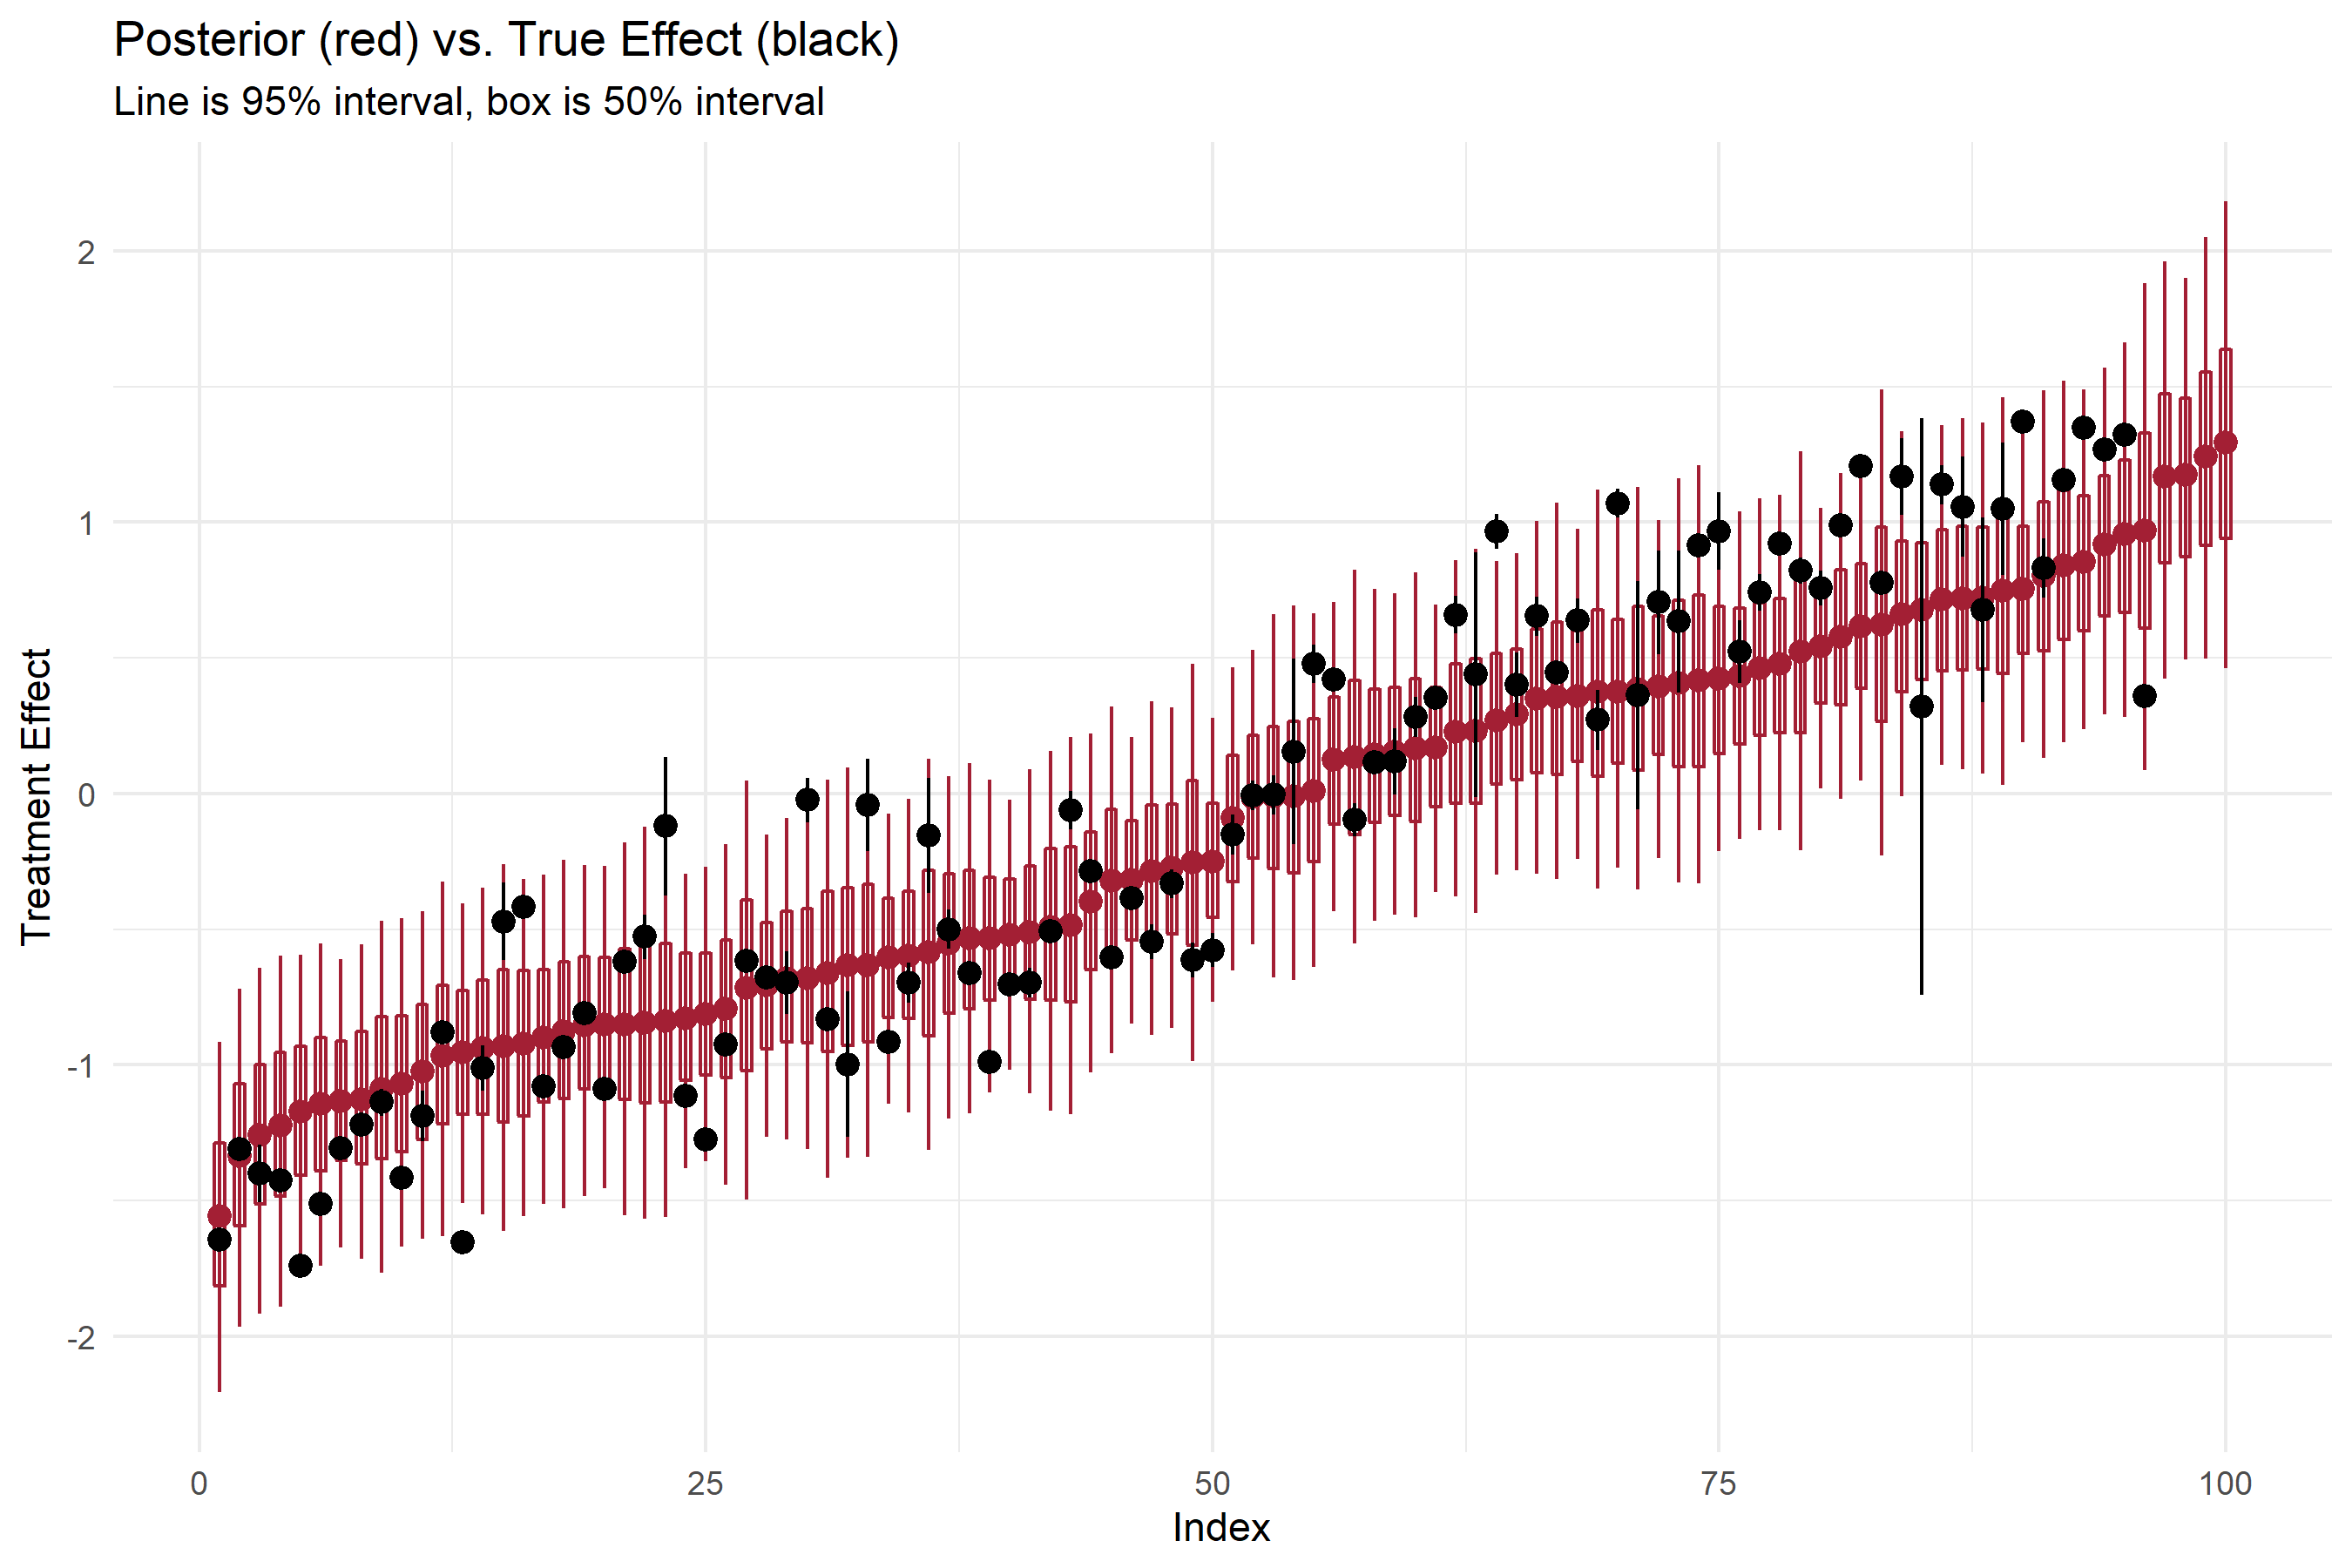 Posterior (red) vs. True Effect (black)
Line is 95% interval, box is 50% interval
Treatment Effect
2
1
0
-1
-2
0 25 50 75 100
Index